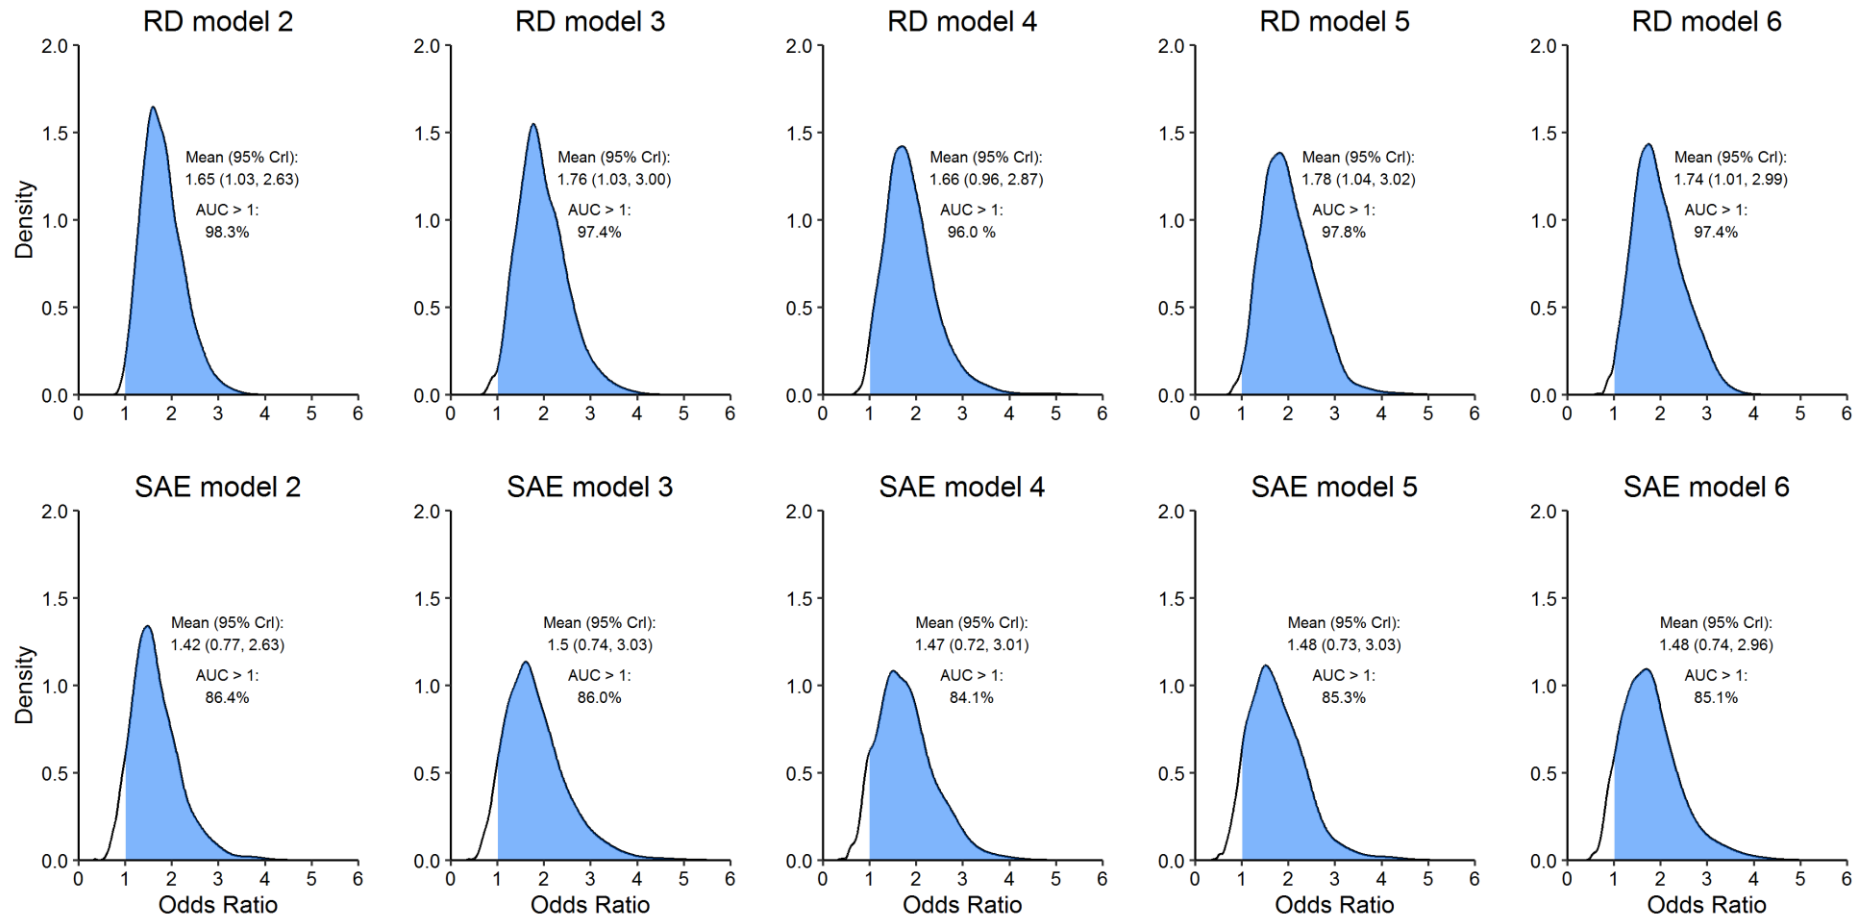 RD model 2
RD model 3
RD model 4
RD model 5
RD model 6
2.0
2.0
2.0
2.0
2.0
1.5
1.5
1.5
1.5
1.5
Mean (95% CrI):
1.65 (1.03, 2.63)
AUC > 1:
98.3%
Mean (95% CrI):
1.76 (1.03, 3.00)
AUC > 1:
97.4%
Mean (95% CrI):
1.66 (0.96, 2.87)
AUC > 1:
96.0 %
Mean (95% CrI):
1.78 (1.04, 3.02)
AUC > 1:
97.8%
Mean (95% CrI):
1.74 (1.01, 2.99)
AUC > 1:
97.4%
Density
1.0
1.0
1.0
1.0
1.0
0.5
0.5
0.5
0.5
0.5
0.0
0.0
0.0
0.0
0.0
0 1 2 3 4 5 6
0 1 2 3 4 5 6
0 1 2 3 4 5 6
0 1 2 3 4 5 6
0 1 2 3 4 5 6
SAE model 2
SAE model 3
SAE model 4
SAE model 5
SAE model 6
2.0
2.0
2.0
2.0
2.0
1.5
1.5
1.5
1.5
1.5
Mean (95% CrI):
1.42 (0.77, 2.63)
AUC > 1:
86.4%
Mean (95% CrI):
1.5 (0.74, 3.03)
AUC > 1:
86.0%
Mean (95% CrI):
1.47 (0.72, 3.01)
AUC > 1:
84.1%
Mean (95% CrI):
1.48 (0.73, 3.03)
AUC > 1:
85.3%
Mean (95% CrI):
1.48 (0.74, 2.96)
AUC > 1:
85.1%
Density
1.0
1.0
1.0
1.0
1.0
0.5
0.5
0.5
0.5
0.5
0.0
0.0
0.0
0.0
0.0
0 1 2 3 4 5 6
0 1 2 3 4 5 6
0 1 2 3 4 5 6
0 1 2 3 4 5 6
0 1 2 3 4 5 6
Odds Ratio
Odds Ratio
Odds Ratio
Odds Ratio
Odds Ratio